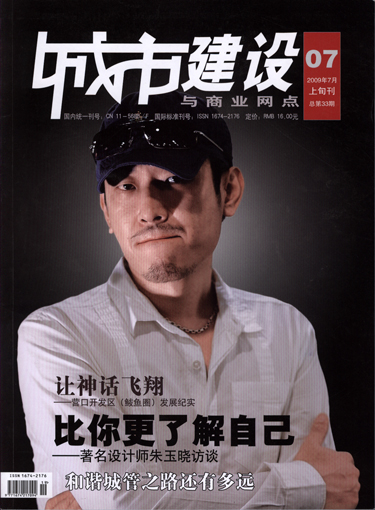 城市建设
与商业网点
07
2009年7月
上旬刊
总第33期
国内统一刊号：CN 11-56 国际标准刊号：ISSN 1674-2176 定价：RMB 16.00元
让神话飞翔
——营口开发区（鲅鱼圈）发展纪实
比你更了解自己
——著名设计师朱玉晓访谈
和谐城管之路还有多远
ISSN 1674-2176